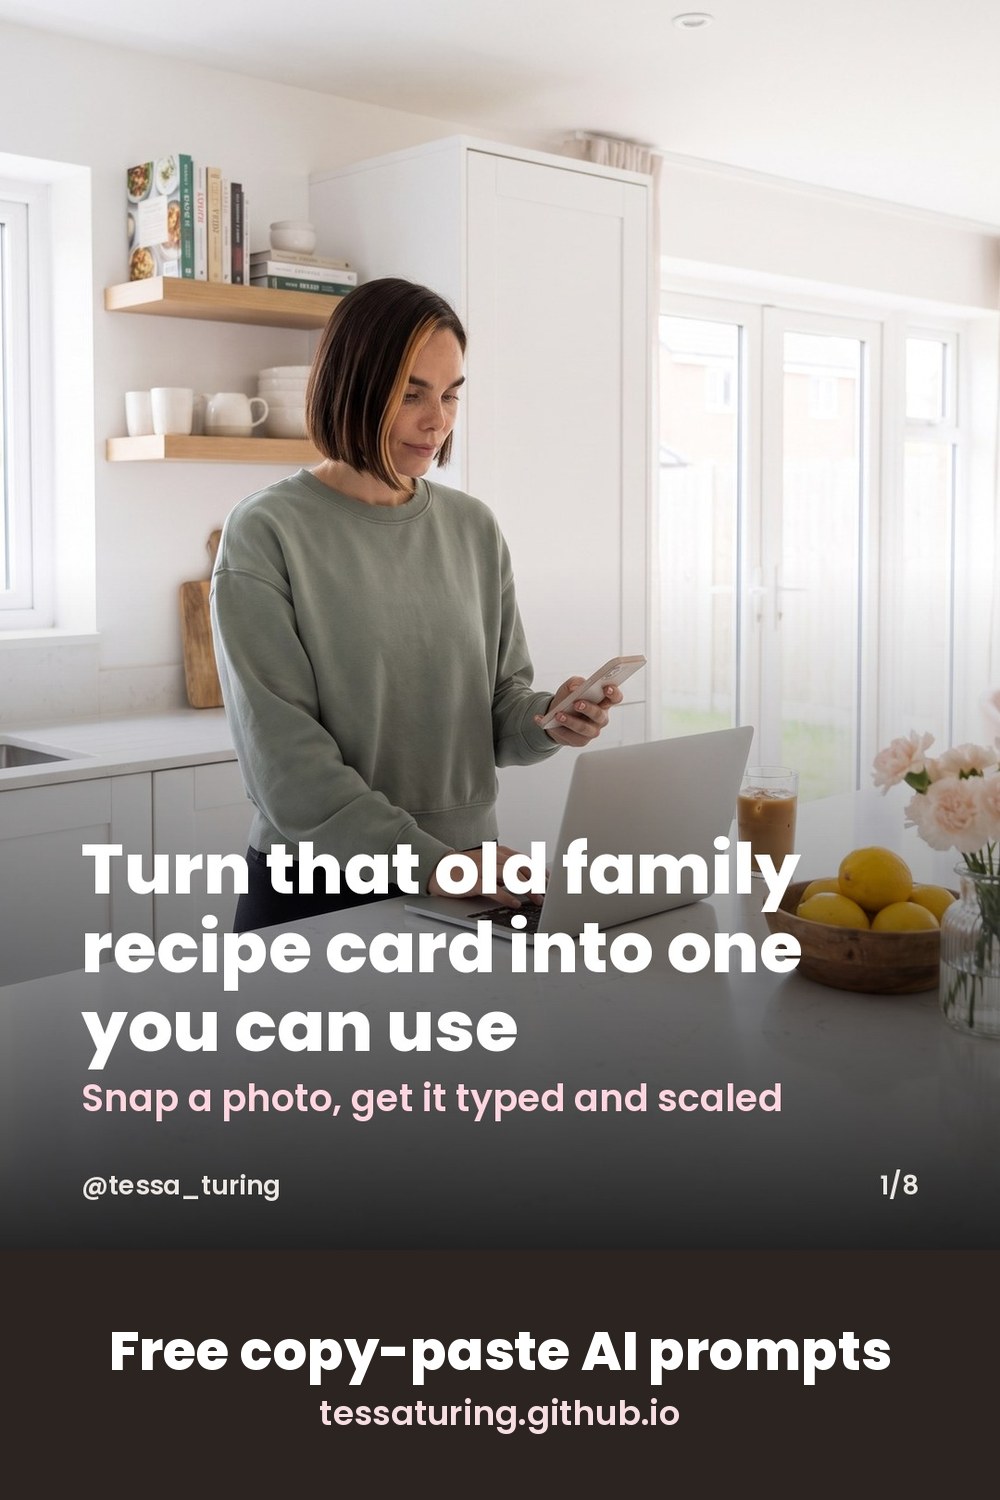 Turn that old family
recipe card into one
you can use
Snap a photo, get it typed and scaled
@tessa_turing
1/8
Free copy-paste AI prompts
tessaturing.github.io